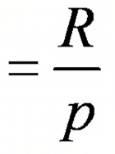 = R/p